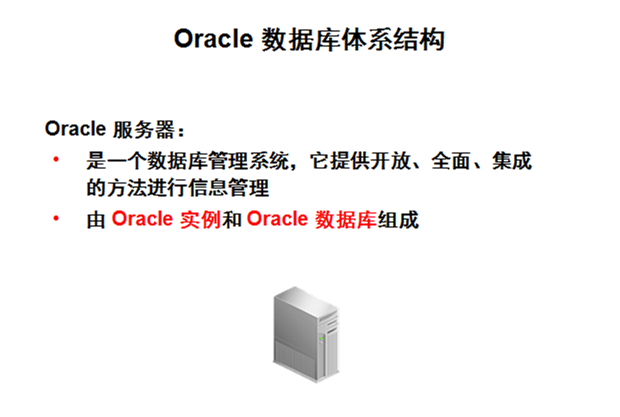 Oracle 数据库体系结构
Oracle 服务器：
• 是一个数据库管理系统，它提供开放、全面、集成
的方法进行信息管理
• 由 Oracle 实例和 Oracle 数据库组成